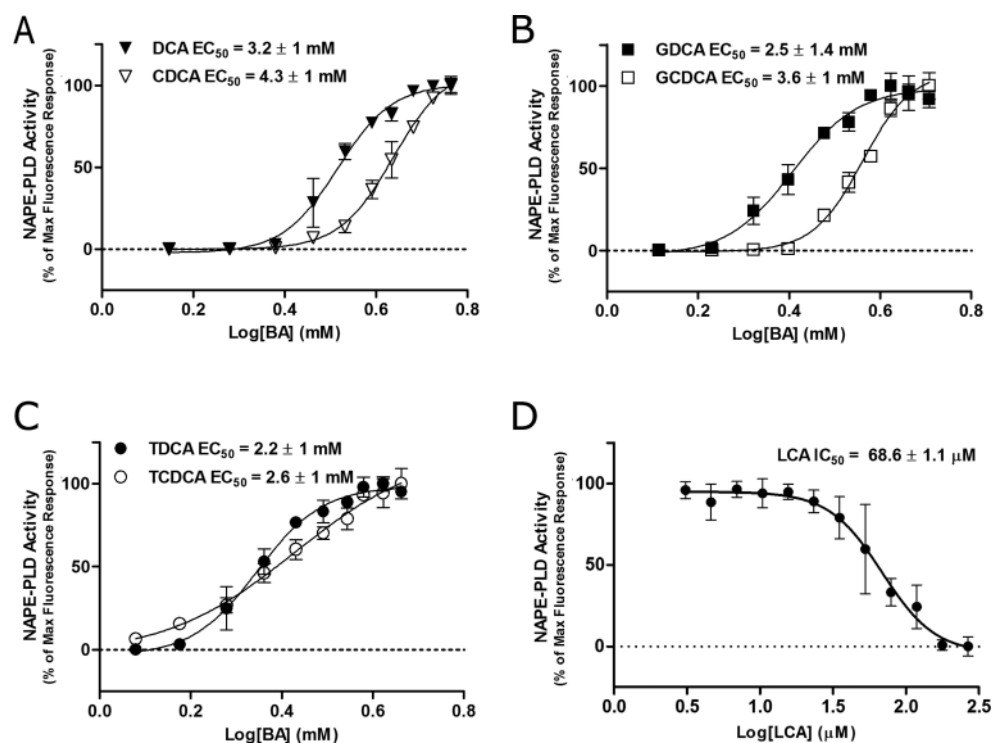 A
DCA EC50 = 3.2 ± 1 mM
CDCA EC50 = 4.3 ± 1 mM
NAPE-PLD Activity
(% of Max Fluorescence Response)
100
50
0
0.0 0.2 0.4 0.6 0.8
Log[BA] (mM)
B
GDCA EC50 = 2.5 ± 1.4 mM
GCDCA EC50 = 3.6 ± 1 mM
NAPE-PLD Activity
(% of Max Fluorescence Response)
100
50
0
0.0 0.2 0.4 0.6 0.8
Log[BA] (mM)
C
TDCA EC50 = 2.2 ± 1 mM
TCDCA EC50 = 2.6 ± 1 mM
NAPE-PLD Activity
(% of Max Fluorescence Response)
100
50
0
0.0 0.2 0.4 0.6 0.8
Log[BA] (mM)
D
LCA IC50 = 68.6 ± 1.1 μM
NAPE-PLD Activity
(% of Max Fluorescence Response)
100
50
0
0.0 0.5 1.0 1.5 2.0 2.5
Log[LCA] (μM)